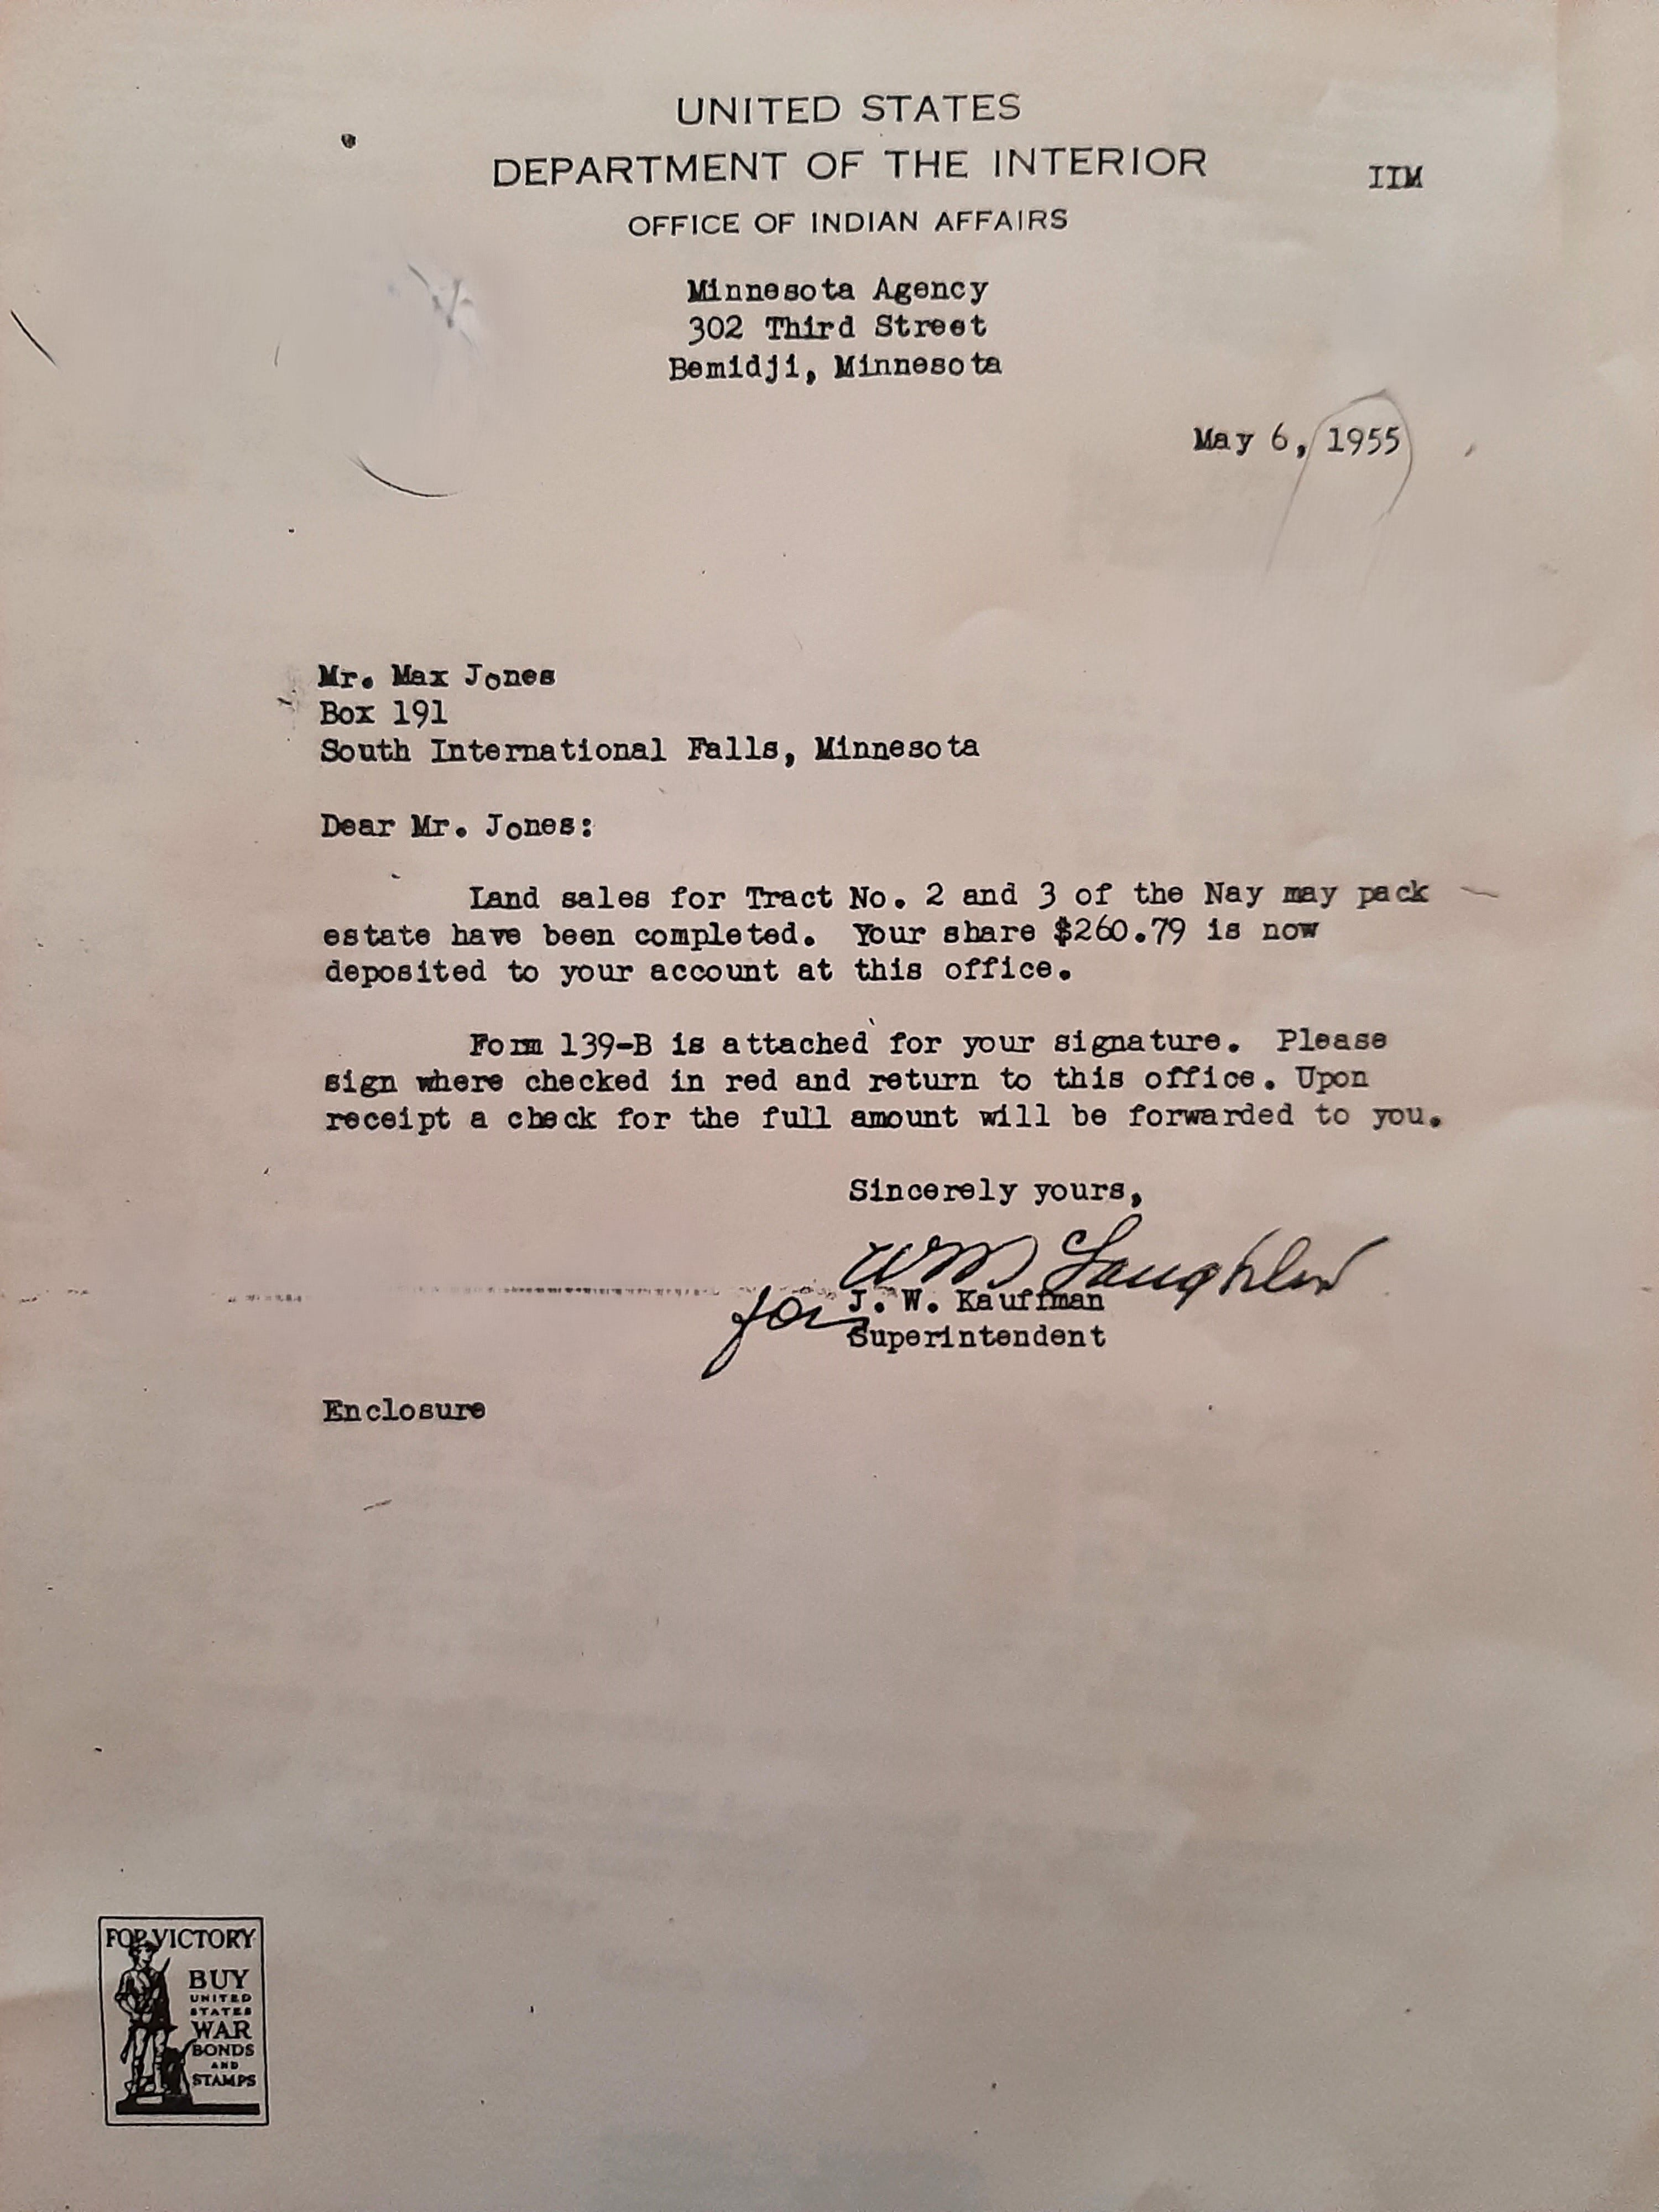 UNITED STATES
DEPARTMENT OF THE INTERIOR
IIM
OFFICE OF INDIAN AFFAIRS
Minnesota Agency
302 Third Street
Bemidji, Minnesota
May 6, 1955
Mr. Max Jones
Box 191
South International Falls, Minnesota
Dear Mr. Jones:
Land sales for Tract No. 2 and 3 of the Nay may pack
estate have been completed. Your share $260.79 is now
deposited to your account at this office.
Form 139-B is attached for your signature. Please
sign where checked in red and return to this office. Upon
receipt a check for the full amount will be forwarded to you.
Sincerely yours,
for J. W. Kauffman
Superintendent
Enclosure
FOR VICTORY
BUY
UNITED
STATES
WAR
BONDS
AND
STAMPS